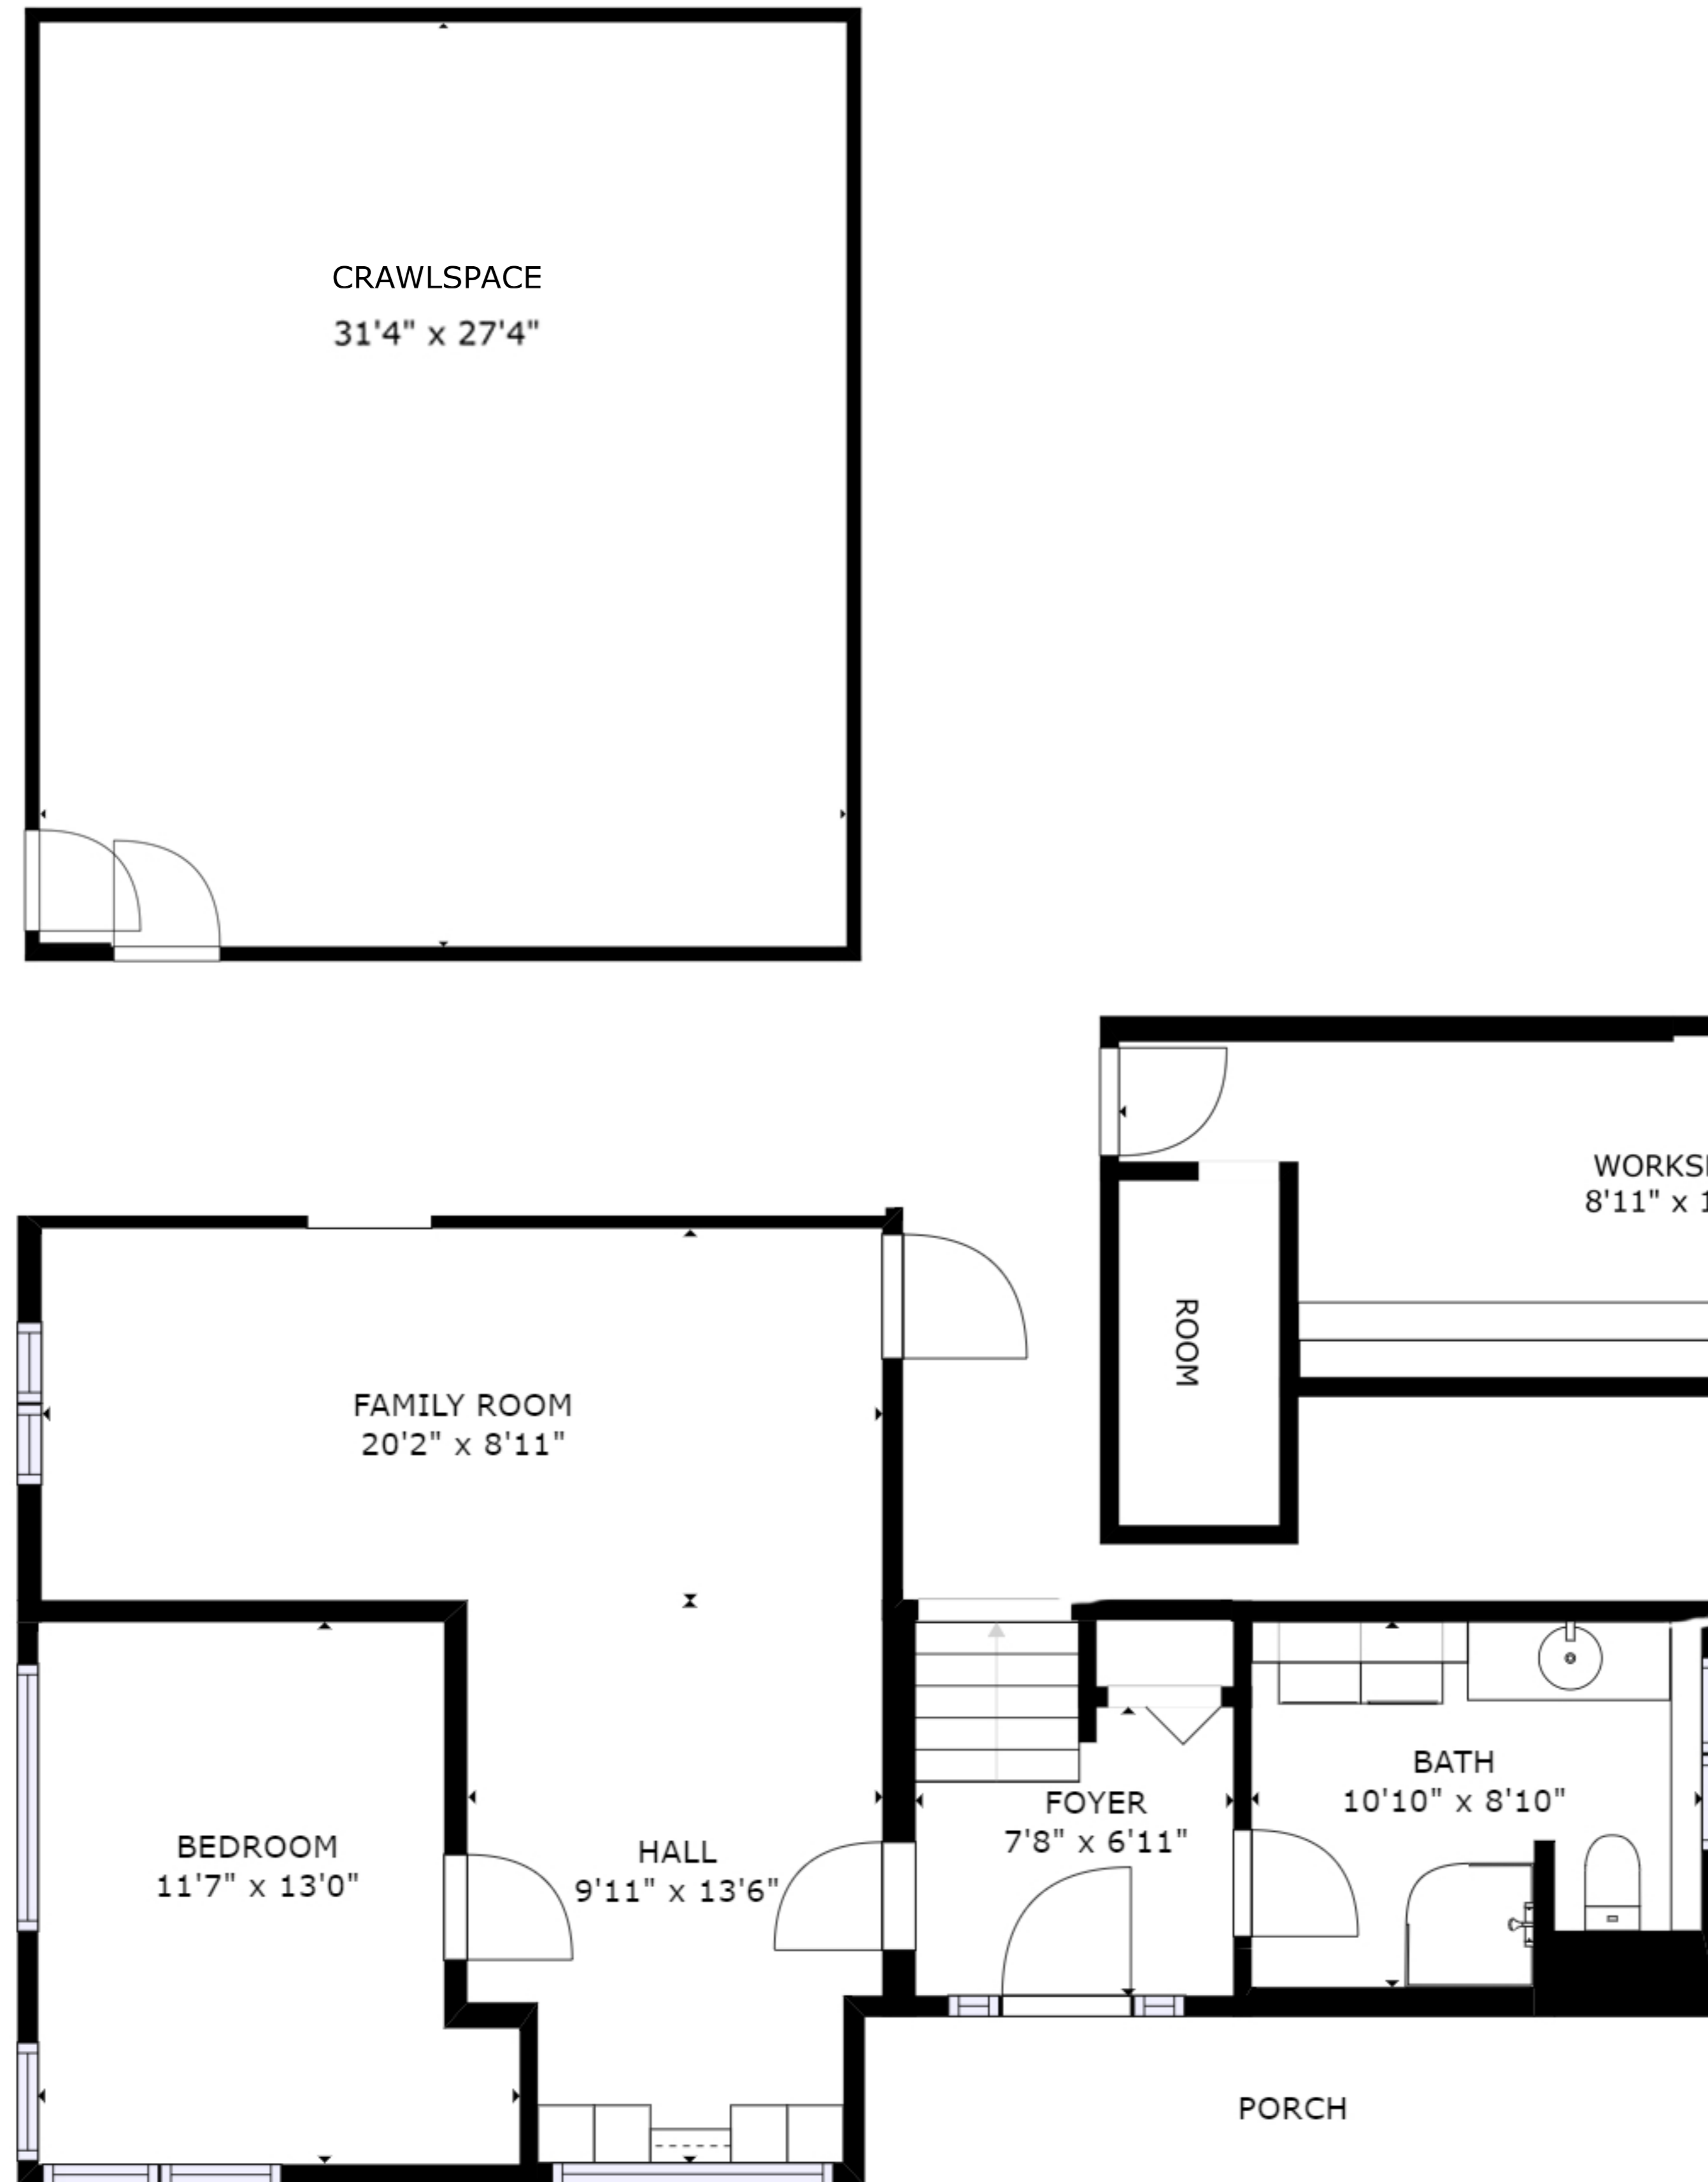 CRAWLSPACE
31'4" x 27'4"
WORKS
8'11" x 1
ROOM
FAMILY ROOM
20'2" x 8'11"
BATH
10'10" x 8'10"
FOYER
7'8" x 6'11"
BEDROOM
11'7" x 13'0"
HALL
9'11" x 13'6"
PORCH